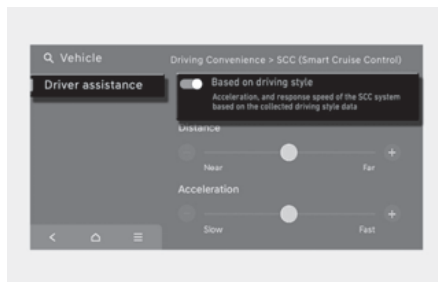 Vehicle
Driving Convenience > SCC (Smart Cruise Control)
Driver assistance
Based on driving style
Acceleration, and response speed of the SCC system
based on the collected driving style data
Distance
Near
Far
Acceleration
Slow
Fast